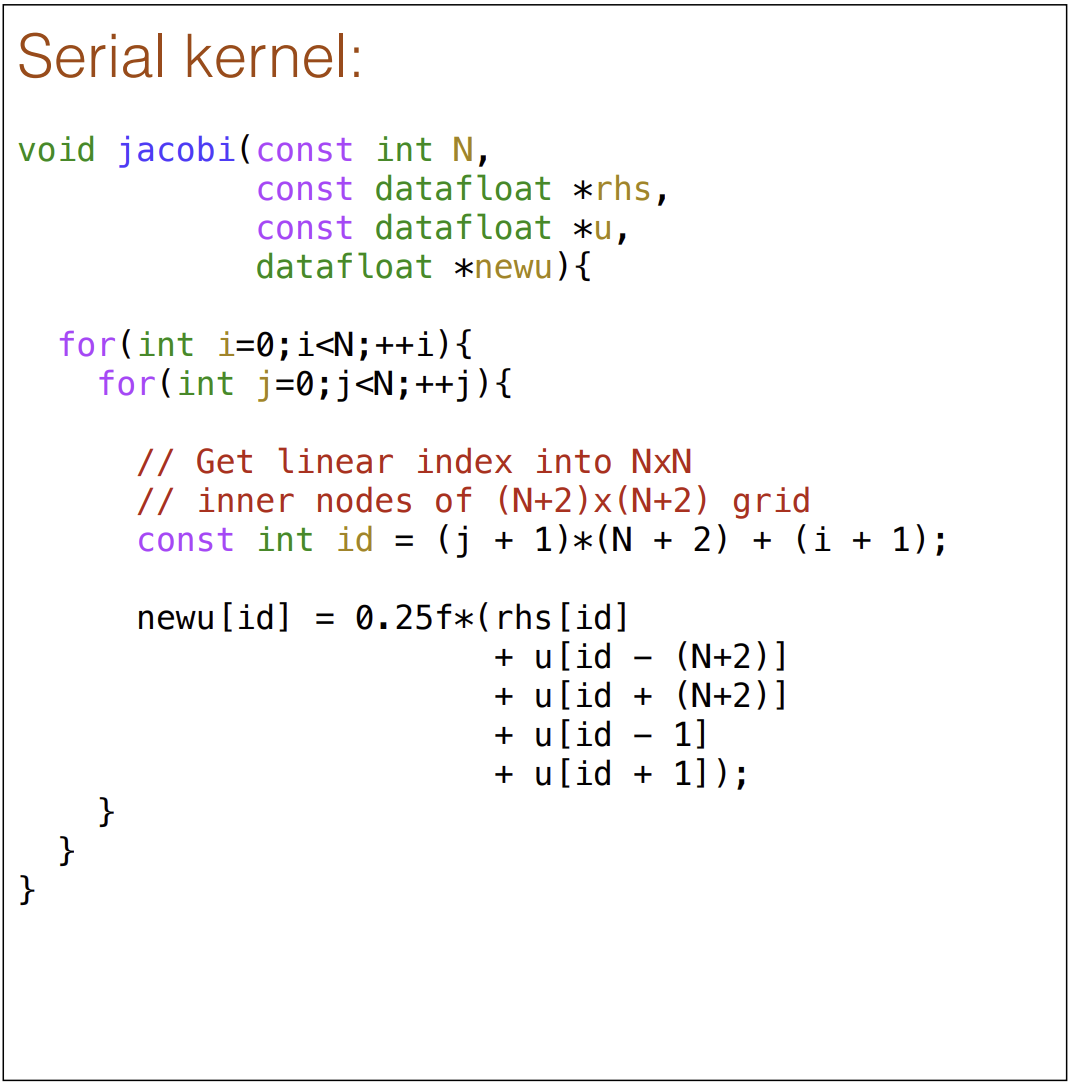 Serial kernel:
void jacobi(const int N,
            const datafloat *rhs,
            const datafloat *u,
            datafloat *newu){
  for(int i=0;i<N;++i){
    for(int j=0;j<N;++j){
      // Get linear index into NxN
      // inner nodes of (N+2)x(N+2) grid
      const int id = (j + 1)*(N + 2) + (i + 1);
      newu[id] = 0.25f*(rhs[id]
                        + u[id - (N+2)]
                        + u[id + (N+2)]
                        + u[id - 1]
                        + u[id + 1]);
    }
  }
}